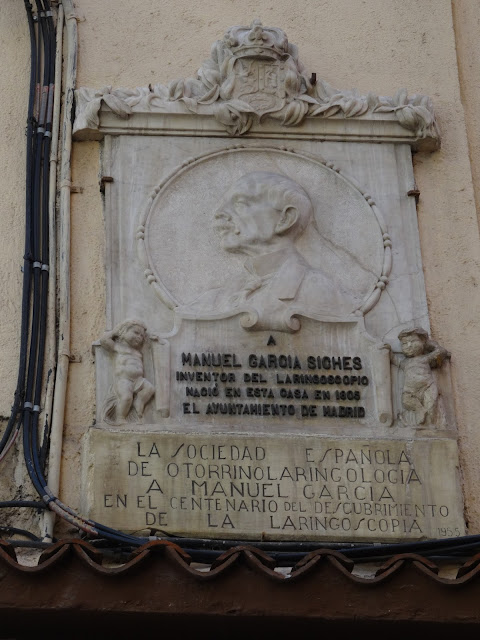 A
MANUEL GARCIA SICHES
INVENTOR DEL LARINGOSCOPIO
NACIÓ EN ESTA CASA EN 1805
EL AYUNTAMIENTO DE MADRID
LA SOCIEDAD ESPAÑOLA
DE OTORRINOLARINGOLOGIA
A MANUEL GARCIA
EN EL CENTENARIO DEL DESCUBRIMIENTO
DE LA LARINGOSCOPIA 1955